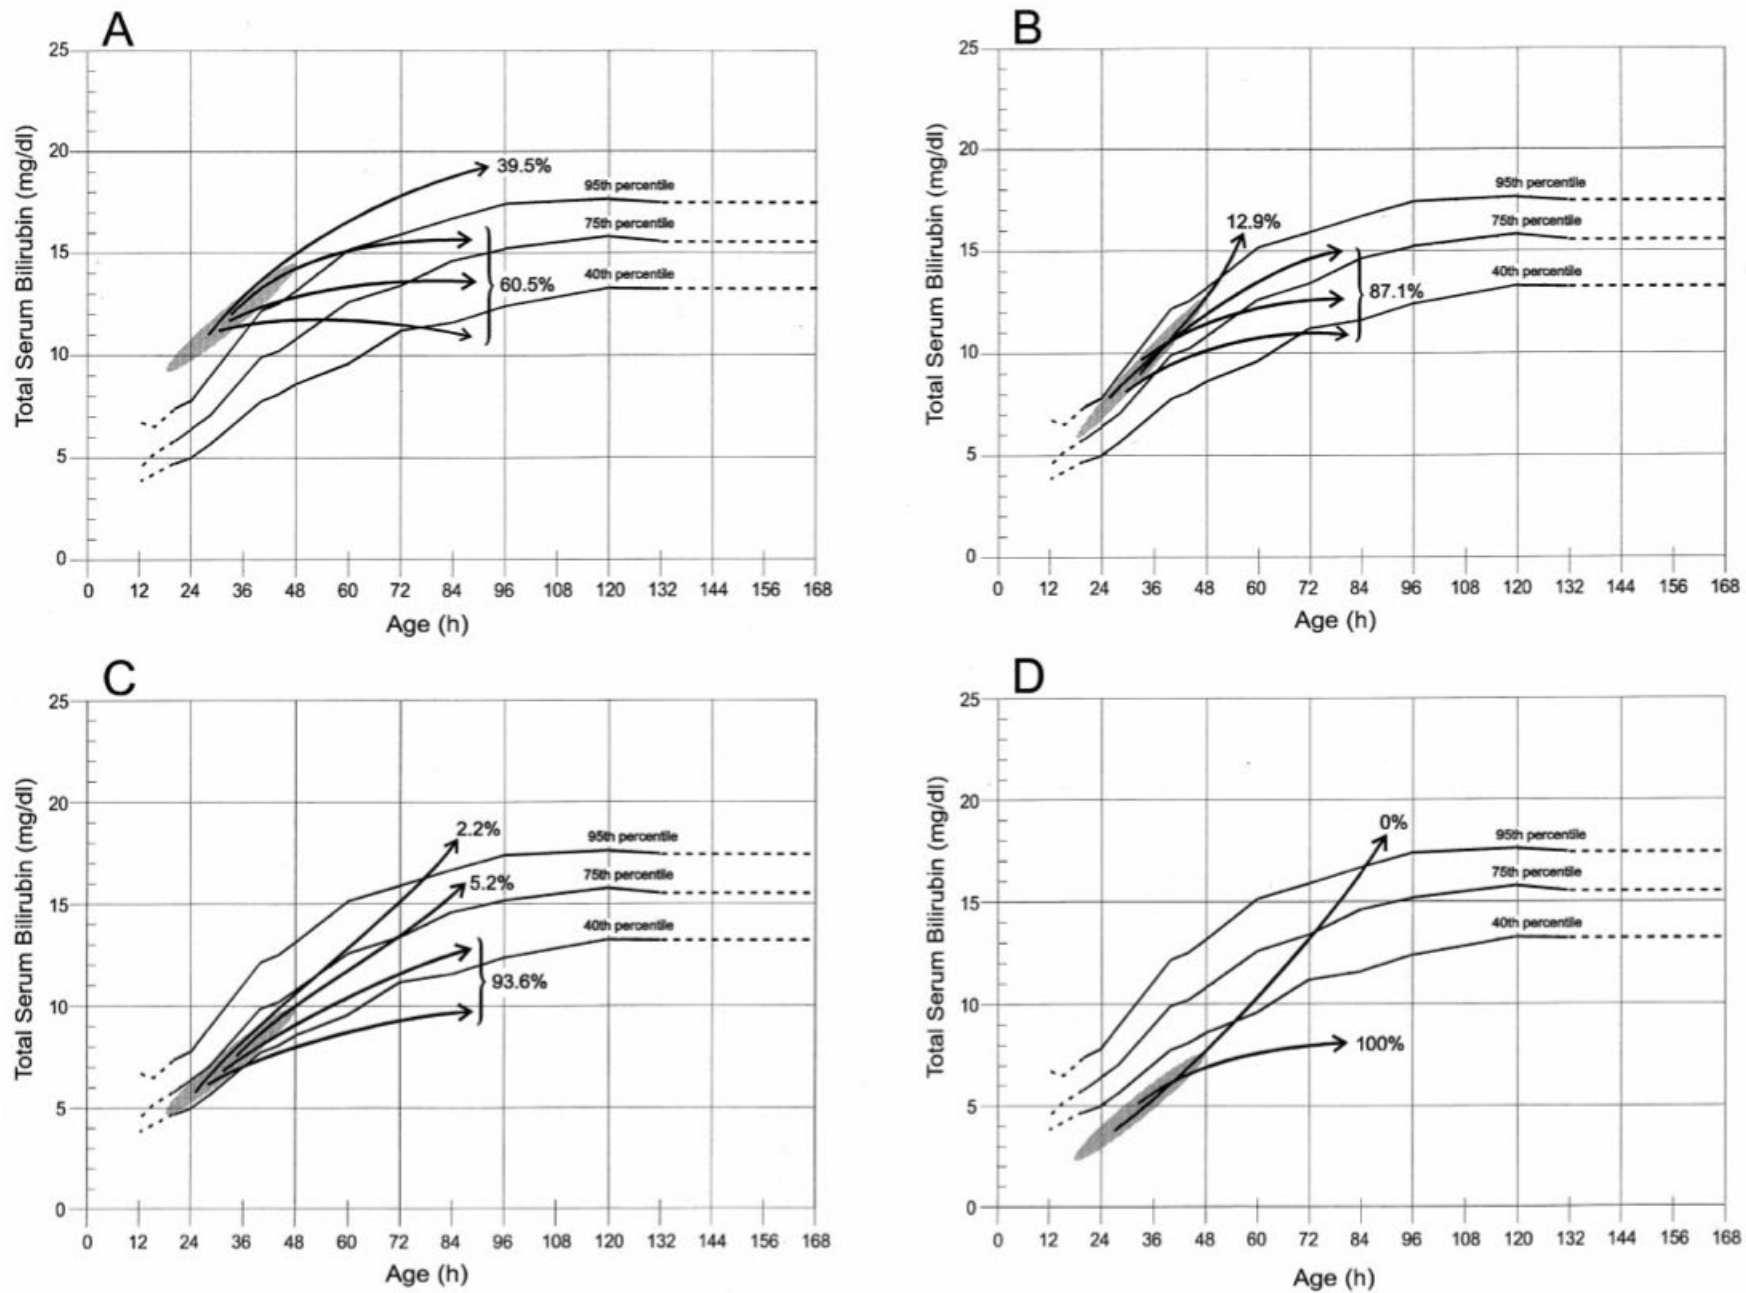 A
25
20
15
10
5
0
Total Serum Bilirubin (mg/dl)
39.5%
95th percentile
75th percentile
60.5%
40th percentile
0 12 24 36 48 60 72 84 96 108 120 132 144 156 168
Age (h)
B
25
20
15
10
5
0
Total Serum Bilirubin (mg/dl)
12.9%
95th percentile
75th percentile
87.1%
40th percentile
0 12 24 36 48 60 72 84 96 108 120 132 144 156 168
Age (h)
C
25
20
15
10
5
0
Total Serum Bilirubin (mg/dl)
2.2%
95th percentile
5.2%
75th percentile
40th percentile
93.6%
0 12 24 36 48 60 72 84 96 108 120 132 144 156 168
Age (h)
D
25
20
15
10
5
0
Total Serum Bilirubin (mg/dl)
0%
95th percentile
75th percentile
40th percentile
100%
0 12 24 36 48 60 72 84 96 108 120 132 144 156 168
Age (h)